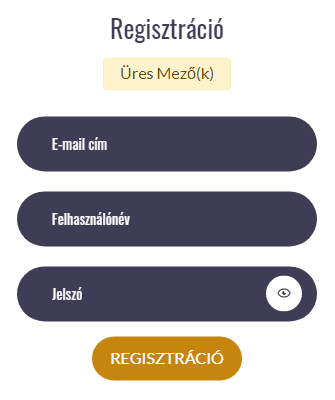 Regisztráció
Üres Mező(k)
E-mail cím
Felhasználónév
Jelszó
REGISZTRÁCIÓ